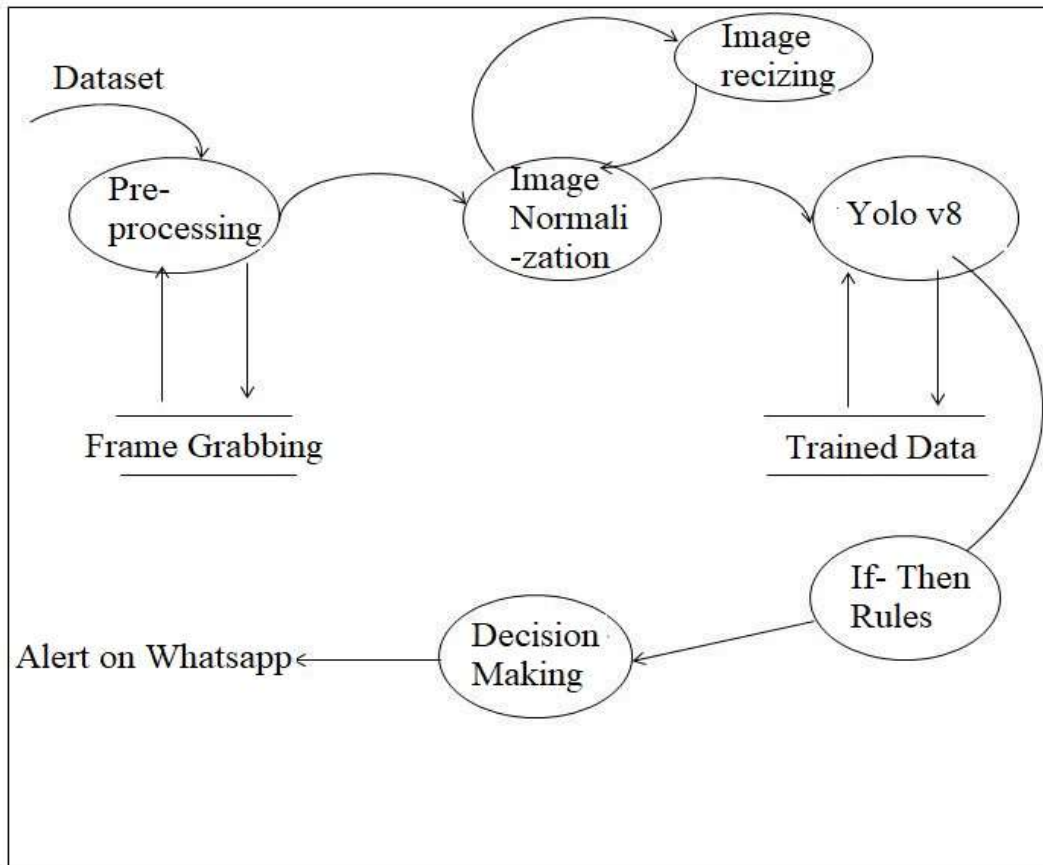 Dataset
Pre-
processing
Image
Normali
-zation
Image
recizing
Yolo v8
Frame Grabbing
Trained Data
If- Then
Rules
Decision
Making
Alert on Whatsapp